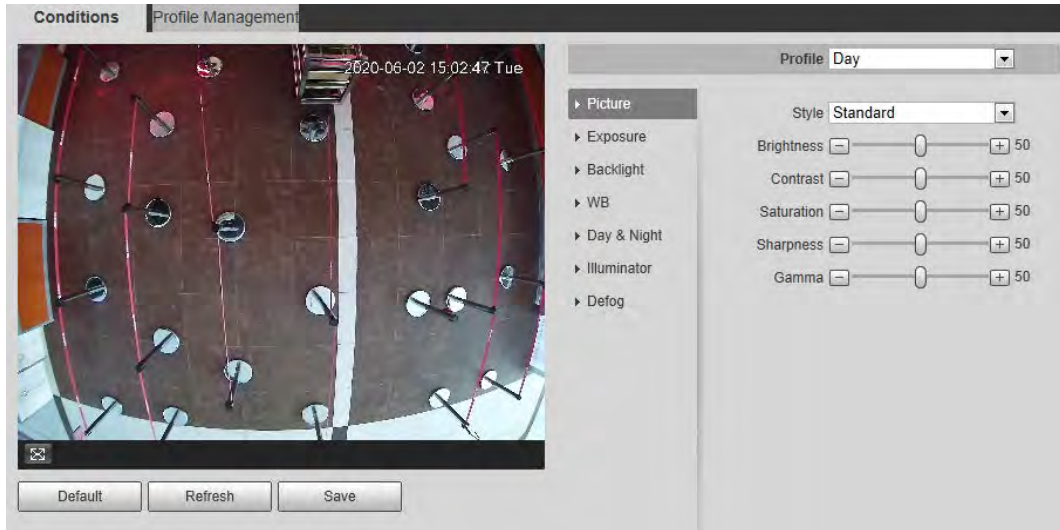 Conditions
Profile Management
2020-06-02 15:02:47 Tue
Profile Day
Picture
Exposure
Backlight
WB
Day & Night
Illuminator
Defog
Style Standard
Brightness 50
Contrast 50
Saturation 50
Sharpness 50
Gamma 50
Default Refresh Save